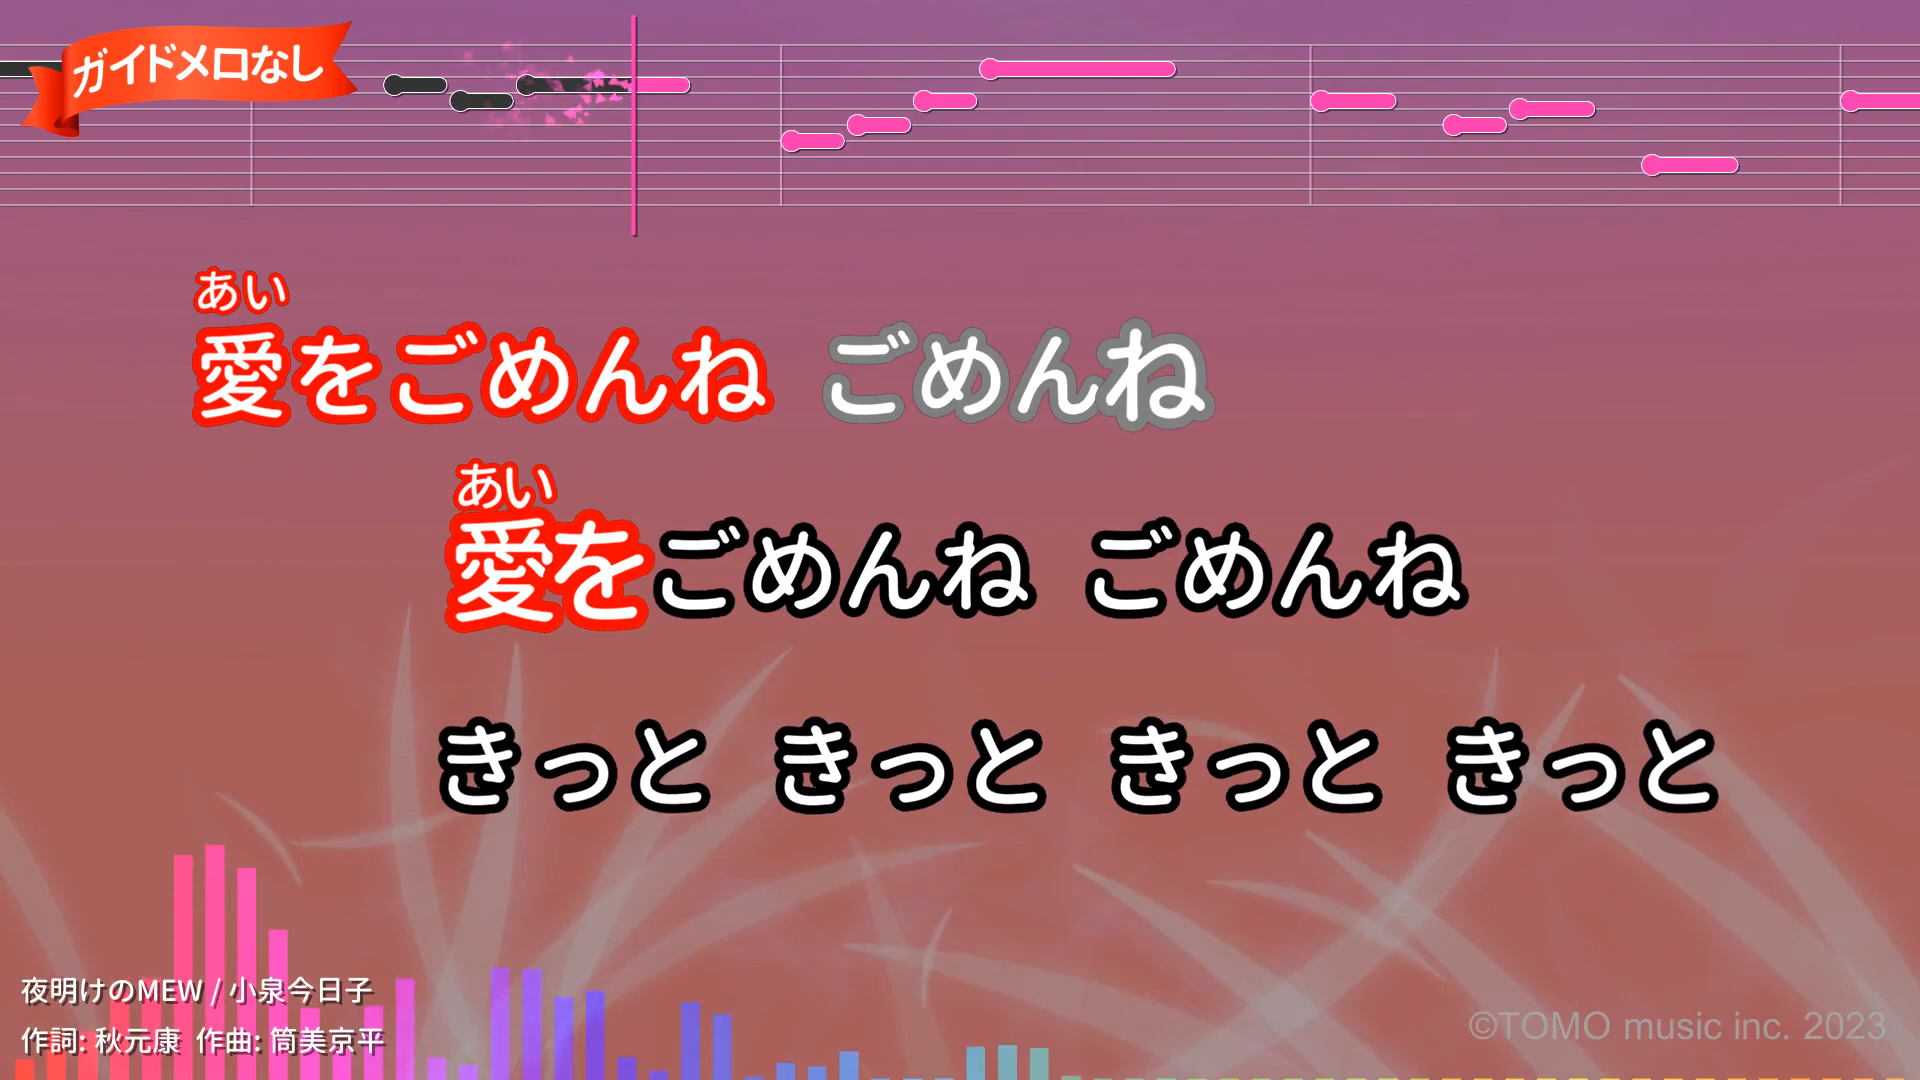 ガイドメロなし
あい
愛をごめんね ごめんね
あい
愛をごめんね ごめんね
きっと きっと きっと きっと
夜明けのMEW / 小泉今日子
作詞: 秋元康 作曲: 筒美京平
©TOMO music inc. 2023